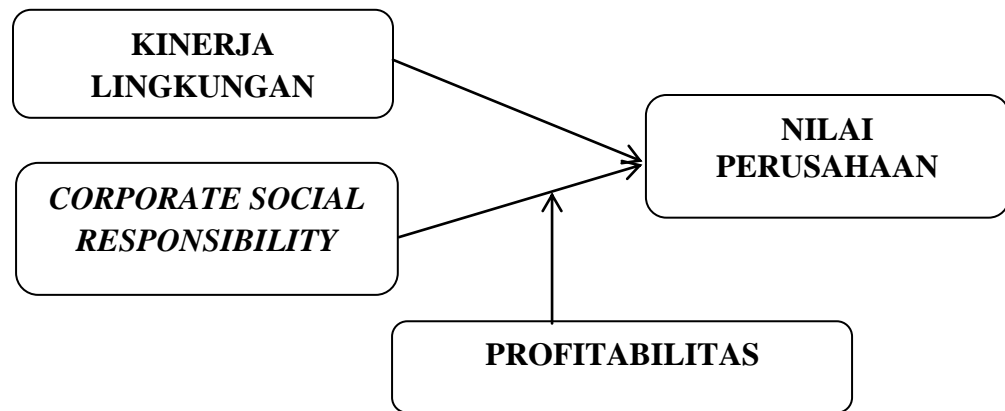 KINERJA
LINGKUNGAN
NILAI
PERUSAHAAN
CORPORATE SOCIAL
RESPONSIBILITY
PROFITABILITAS